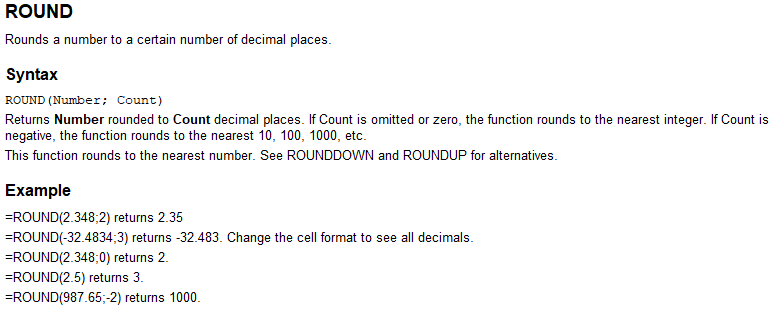 ROUND
Rounds a number to a certain number of decimal places.
Syntax
ROUND(Number; Count)
Returns Number rounded to Count decimal places. If Count is omitted or zero, the function rounds to the nearest integer. If Count is
negative, the function rounds to the nearest 10, 100, 1000, etc.
This function rounds to the nearest number. See ROUNDDOWN and ROUNDUP for alternatives.
Example
=ROUND(2.348;2) returns 2.35
=ROUND(-32.4834;3) returns -32.483. Change the cell format to see all decimals.
=ROUND(2.348;0) returns 2.
=ROUND(2.5) returns 3.
=ROUND(987.65;-2) returns 1000.